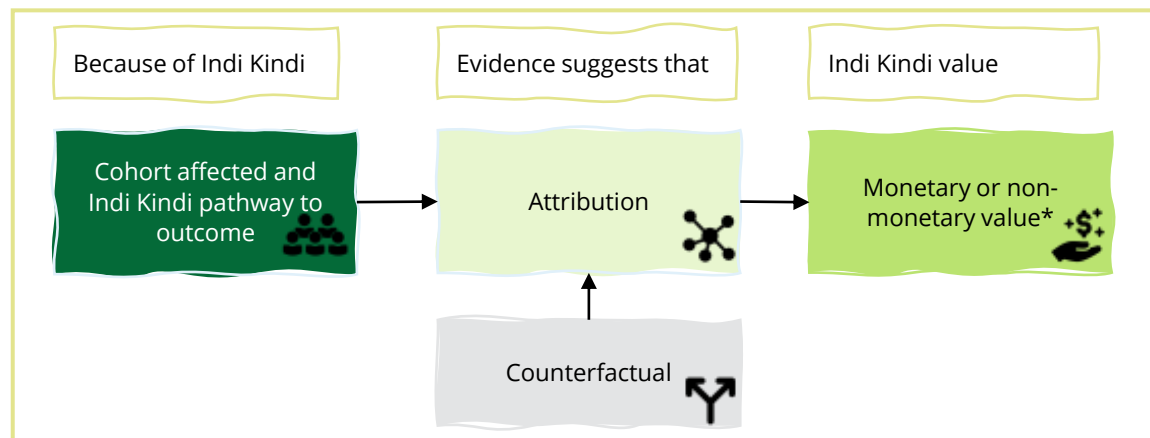 Because of Indi Kindi
Evidence suggests that
Indi Kindi value
Cohort affected and
Indi Kindi pathway to
outcome
Attribution
Monetary or non-
monetary value*
Counterfactual